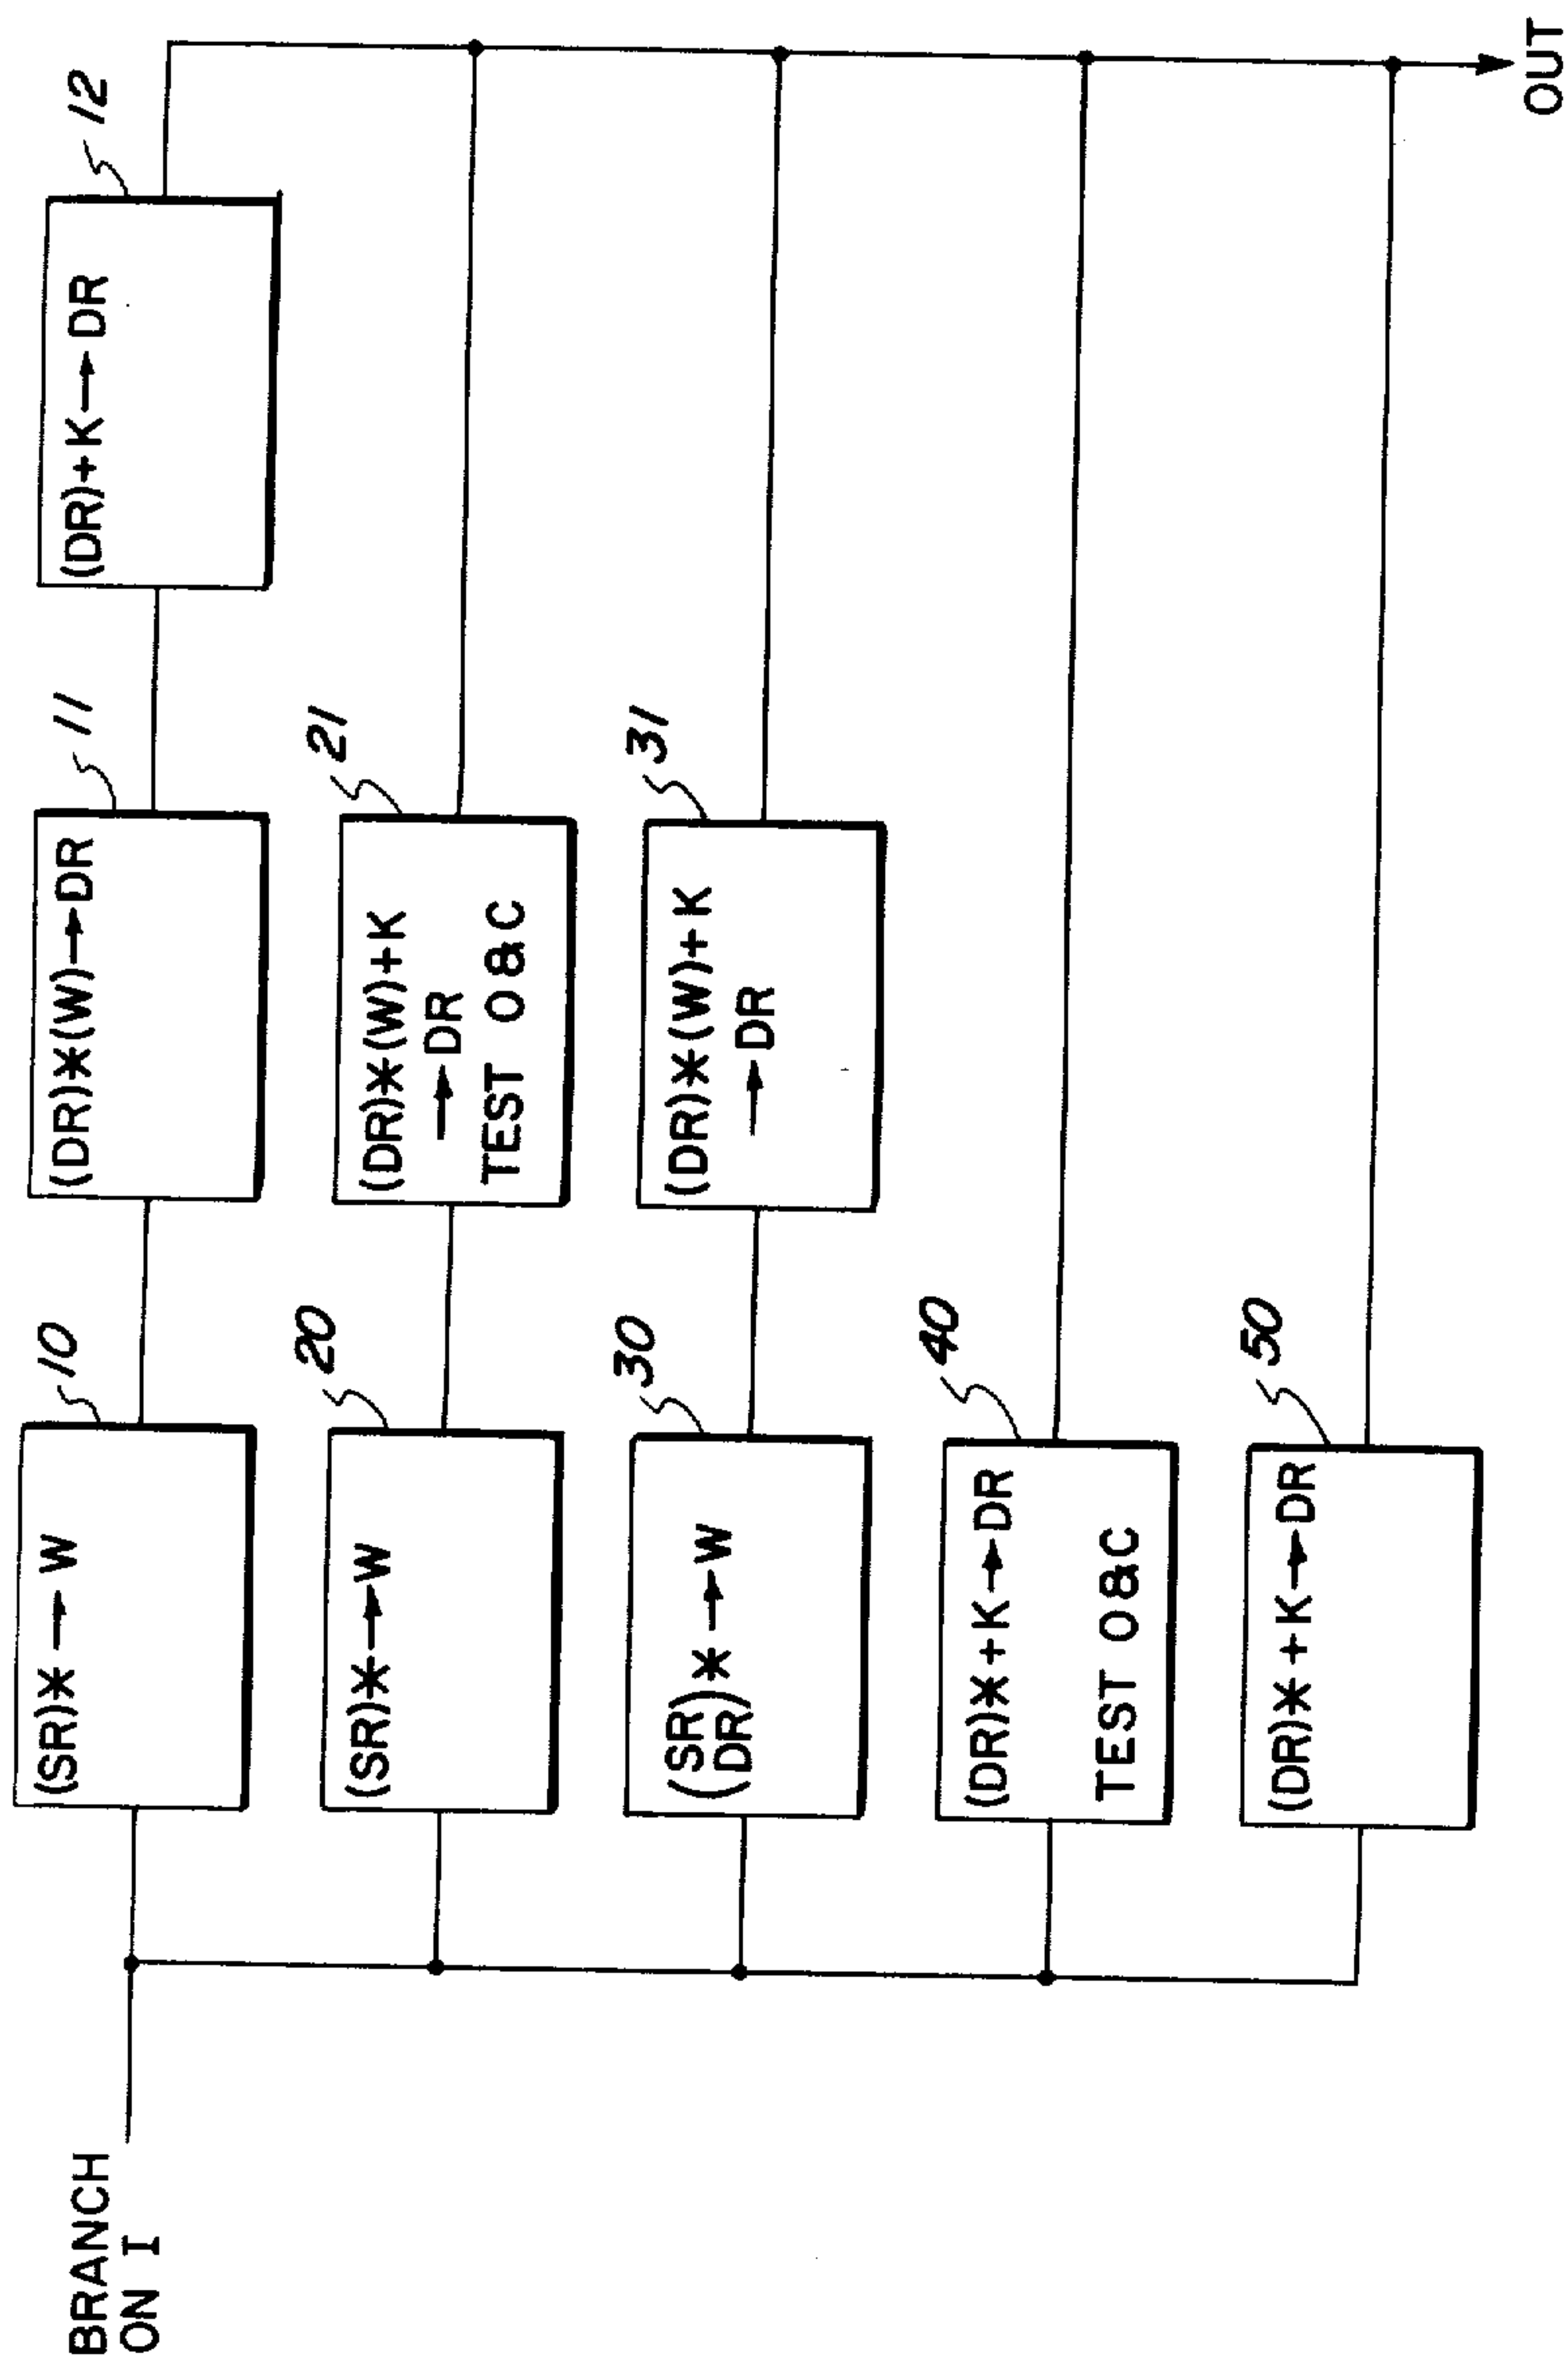 BRANCH
ON I
10
(SR)* → W
11
(DR)*(W) → DR
12
(DR)+K → DR
20
(SR)* → W
21
(DR)*(W)+K
→ DR
TEST O & C
30
(SR
DR)* → W
31
(DR)*(W)+K
→ DR
40
(DR)*+K → DR
TEST O&C
50
(DR)*+K → DR
OUT